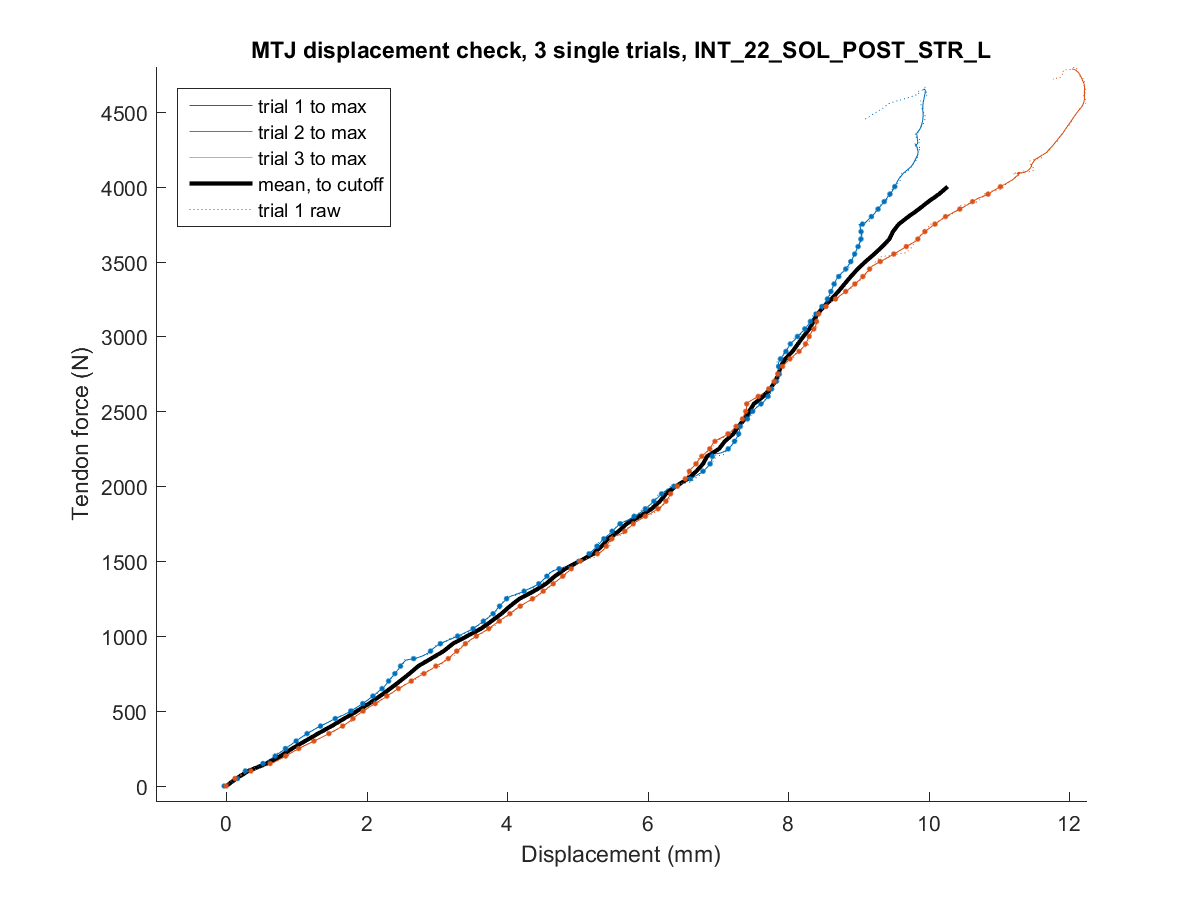 MTJ displacement check, 3 single trials, INT_22_SOL_POST_STR_L
trial 1 to max
trial 2 to max
trial 3 to max
mean, to cutoff
trial 1 raw
4500
4000
3500
3000
2500
2000
1500
1000
500
0
Tendon force (N)
0 2 4 6 8 10 12
Displacement (mm)